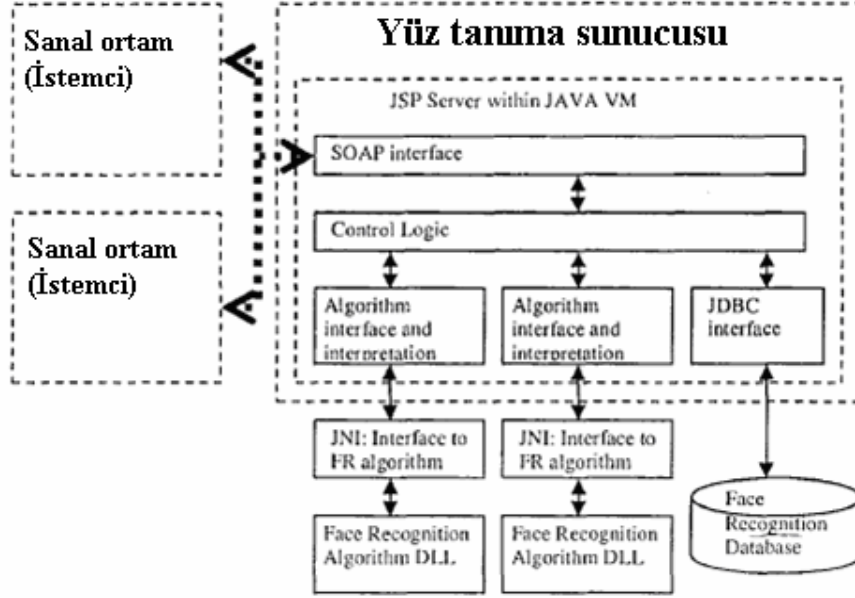 Sanal ortam
(İstemci)
Sanal ortam
(İstemci)
Yüz tanıma sunucusu
JSP Server within JAVA VM
SOAP interface
Control Logic
Algorithm
interface and
interpretation
Algorithm
interface and
interpretation
JDBC
interface
JNI: Interface to
FR algorithm
JNI: Interface to
FR algorithm
Face Recognition
Algorithm DLL
Face Recognition
Algorithm DLL
Face
Recognition
Database